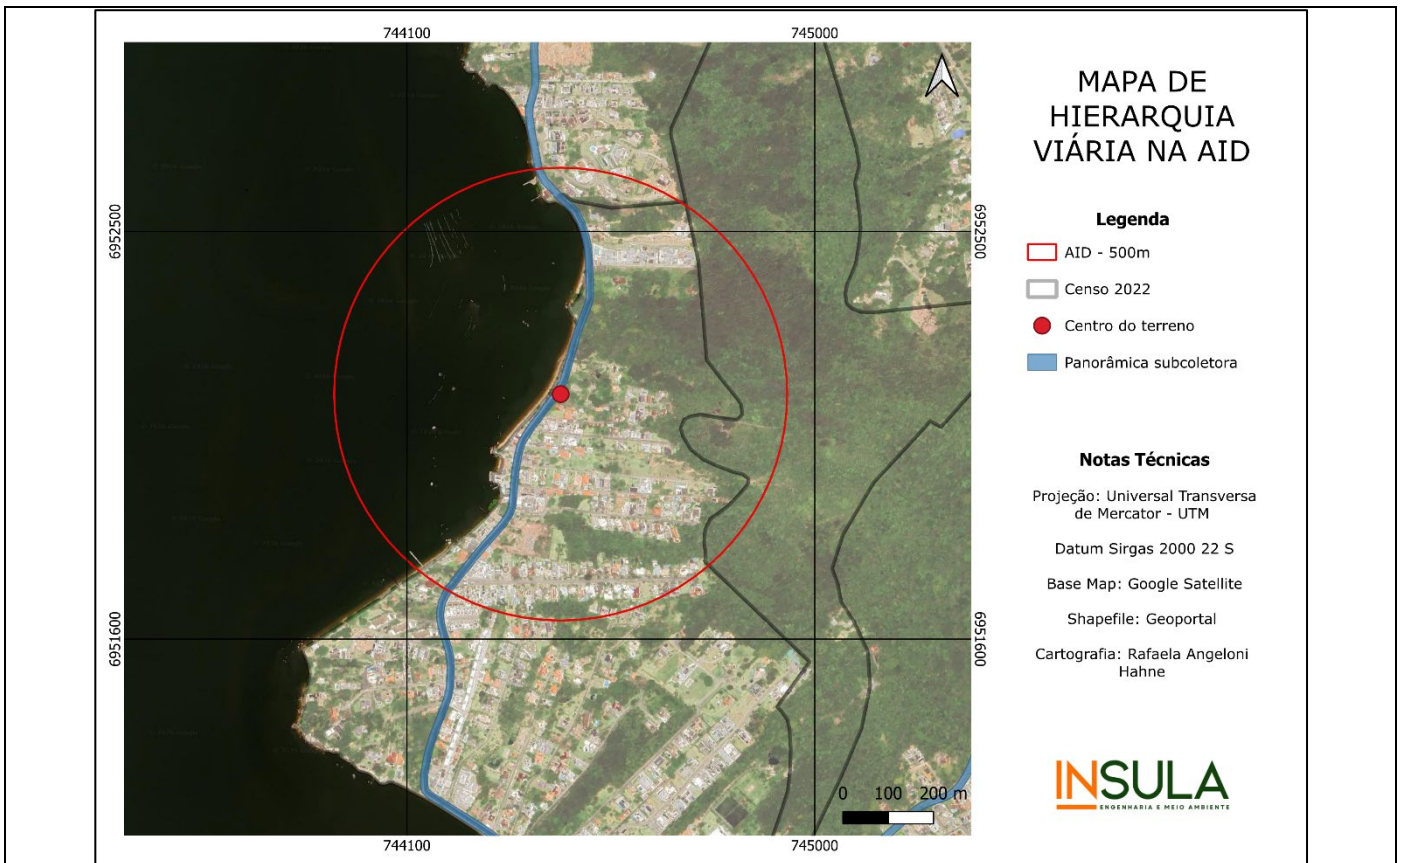 744100
745000
MAPA DE
HIERARQUIA
VIÁRIA NA AID
6952500
6952500
Legenda
AID - 500m
Censo 2022
Centro do terreno
Panorâmica subcoletora
Notas Técnicas
Projeção: Universal Transversa
de Mercator - UTM
Datum Sirgas 2000 22 S
Base Map: Google Satellite
Shapefile: Geoportal
Cartografia: Rafaela Angeloni
Hahne
6951600
6951600
0 100 200 m
INSULA
ENGENHARIA E MEIO AMBIENTE
744100
745000